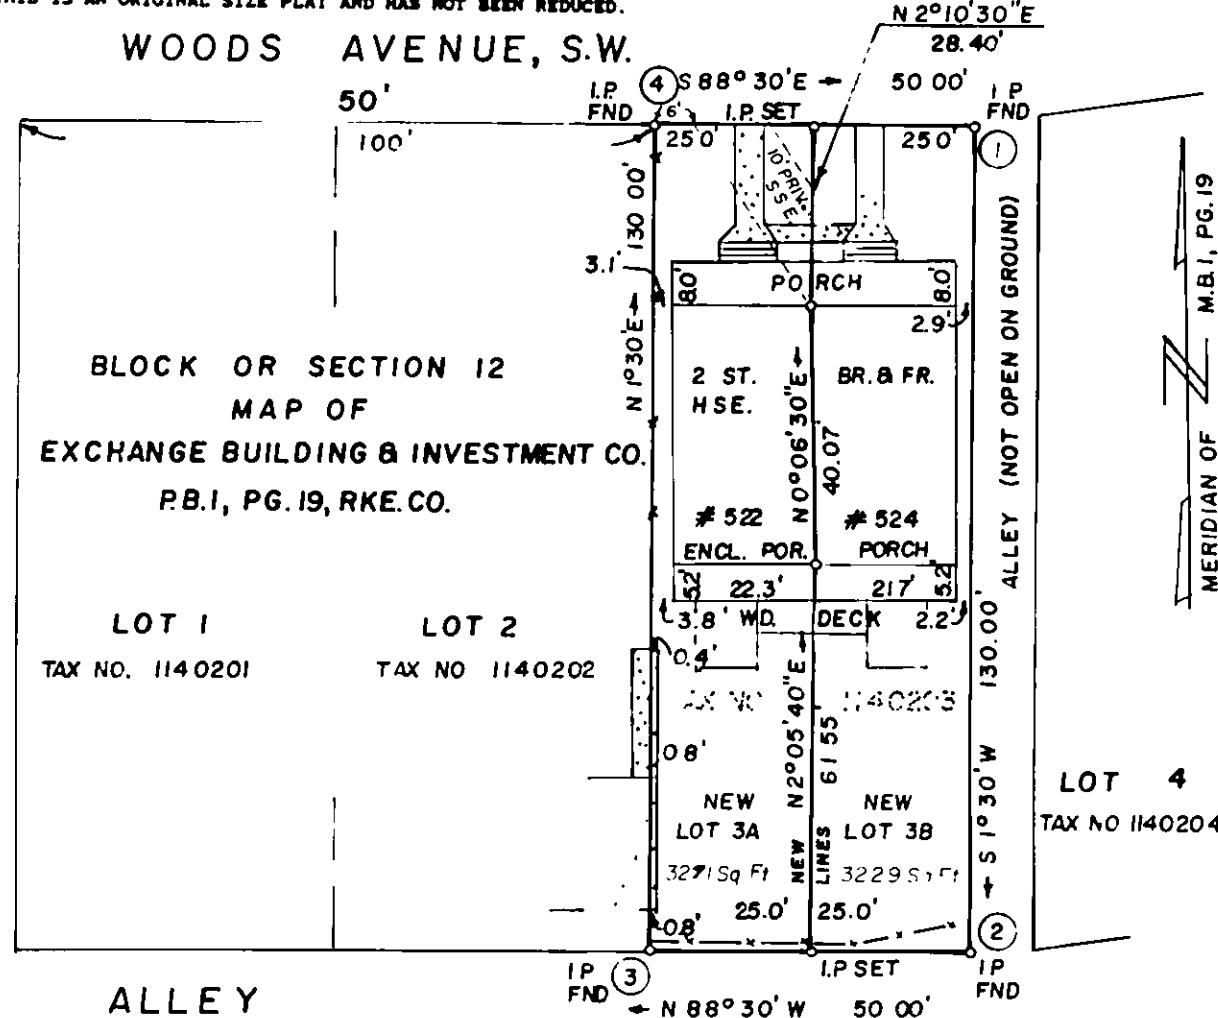 THIS IS AN ORIGINAL SIZE PLAT AND HAS NOT BEEN REDUCED.
N 2°10'30"E
28.40'
WOODS AVENUE, S.W.
S 88° 30'E 50 00'
I.P. FND
4
I.P. SET
I P FND
50'
100'
6'
25.0'
25.0'
1
10' PRIV. S S E
130 00'
N 1°30'E
3.1'
8.0'
PORCH
8.0'
2.9'
ALLEY (NOT OPEN ON GROUND)
MERIDIAN OF M.B.1, PG.19
N
BLOCK OR SECTION 12
MAP OF
EXCHANGE BUILDING & INVESTMENT CO.
P.B.1, PG.19, RKE.CO.
2 ST.
HSE.
BR. & FR.
N 0°06'30"E
40.07
# 522
# 524
ENCL. POR.
PORCH
5.2'
22.3'
21.7'
5.2'
3.8'
WD. DECK
2.2'
LOT 1
TAX NO. 1140201
LOT 2
TAX NO 1140202
0.4'
AX NO 1140203
N 2°05'40"E
61 55
130.00'
S 1°30'W
0.8'
NEW
LOT 3A
3271 Sq Ft
NEW LINES
NEW
LOT 3B
3229 Sq Ft
LOT 4
TAX NO 1140204
25.0'
25.0'
0.8'
2
3
I P FND
I.P SET
I P FND
ALLEY
N 88° 30' W 50 00'